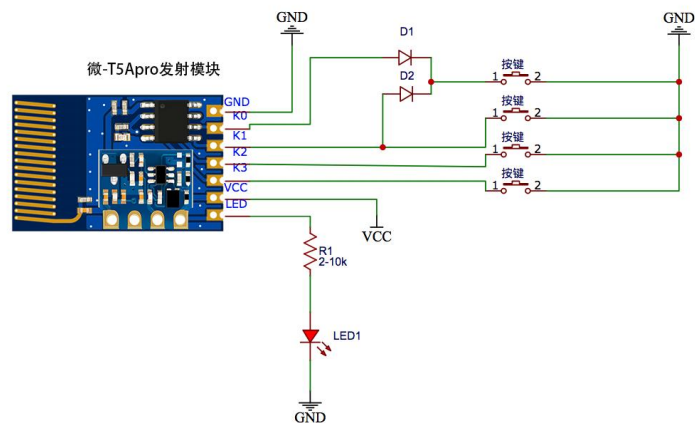 GND
GND
D1
微-T5Apro发射模块
按键
1 2
D2
GND
K0
按键
1 2
K1
按键
K2
1 2
K3
按键
1 2
VCC
LED
VCC
R1
2-10k
LED1
GND